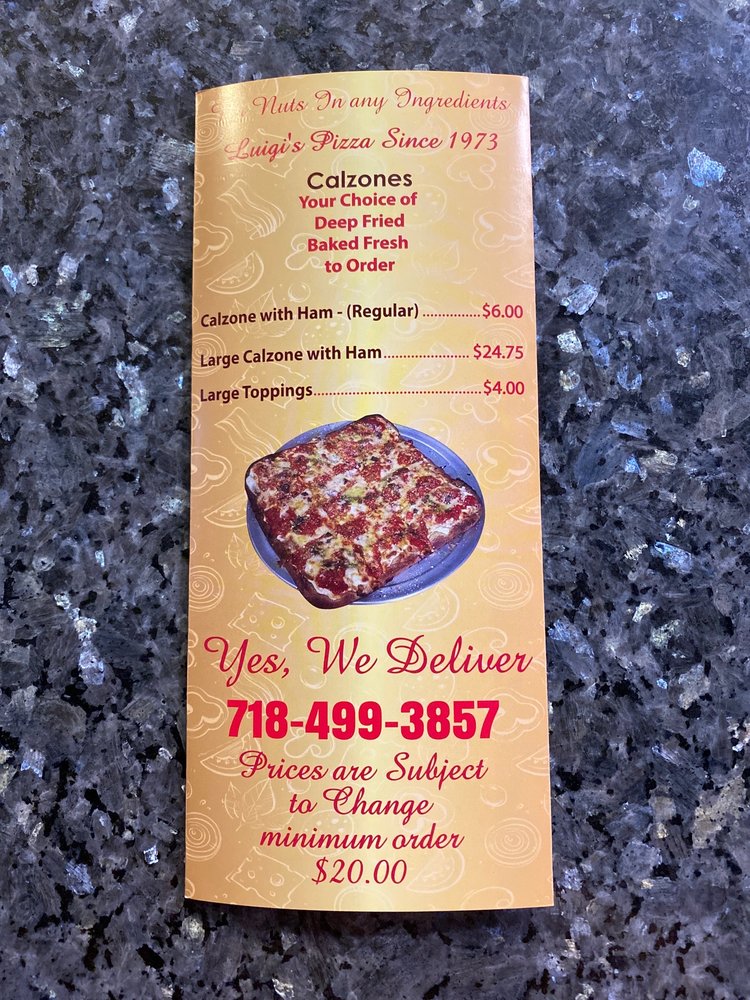 Nuts In any Ingredients
Luigi's Pizza Since 1973
Calzones
Your Choice of
Deep Fried
Baked Fresh
to Order
Calzone with Ham - (Regular) ..............$6.00
Large Calzone with Ham.................... $24.75
Large Toppings.........................................$4.00
Yes, We Deliver
718-499-3857
Prices are Subject
to Change
minimum order
$20.00